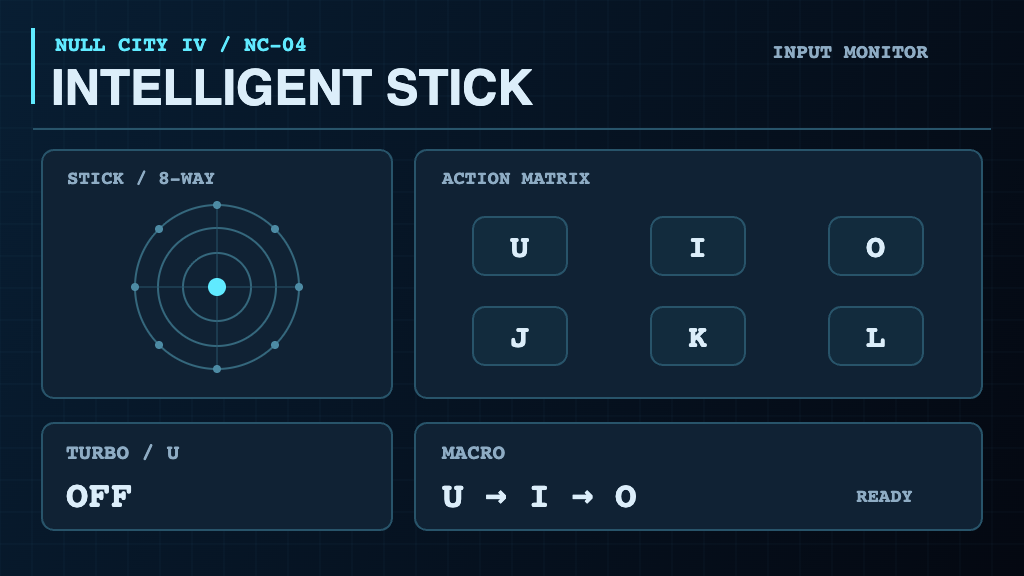 NULL CITY IV / NC-04
INPUT MONITOR
INTELLIGENT STICK
STICK / 8-WAY
ACTION MATRIX
U I O
J K L
TURBO / U
OFF
MACRO
U → I → O
READY